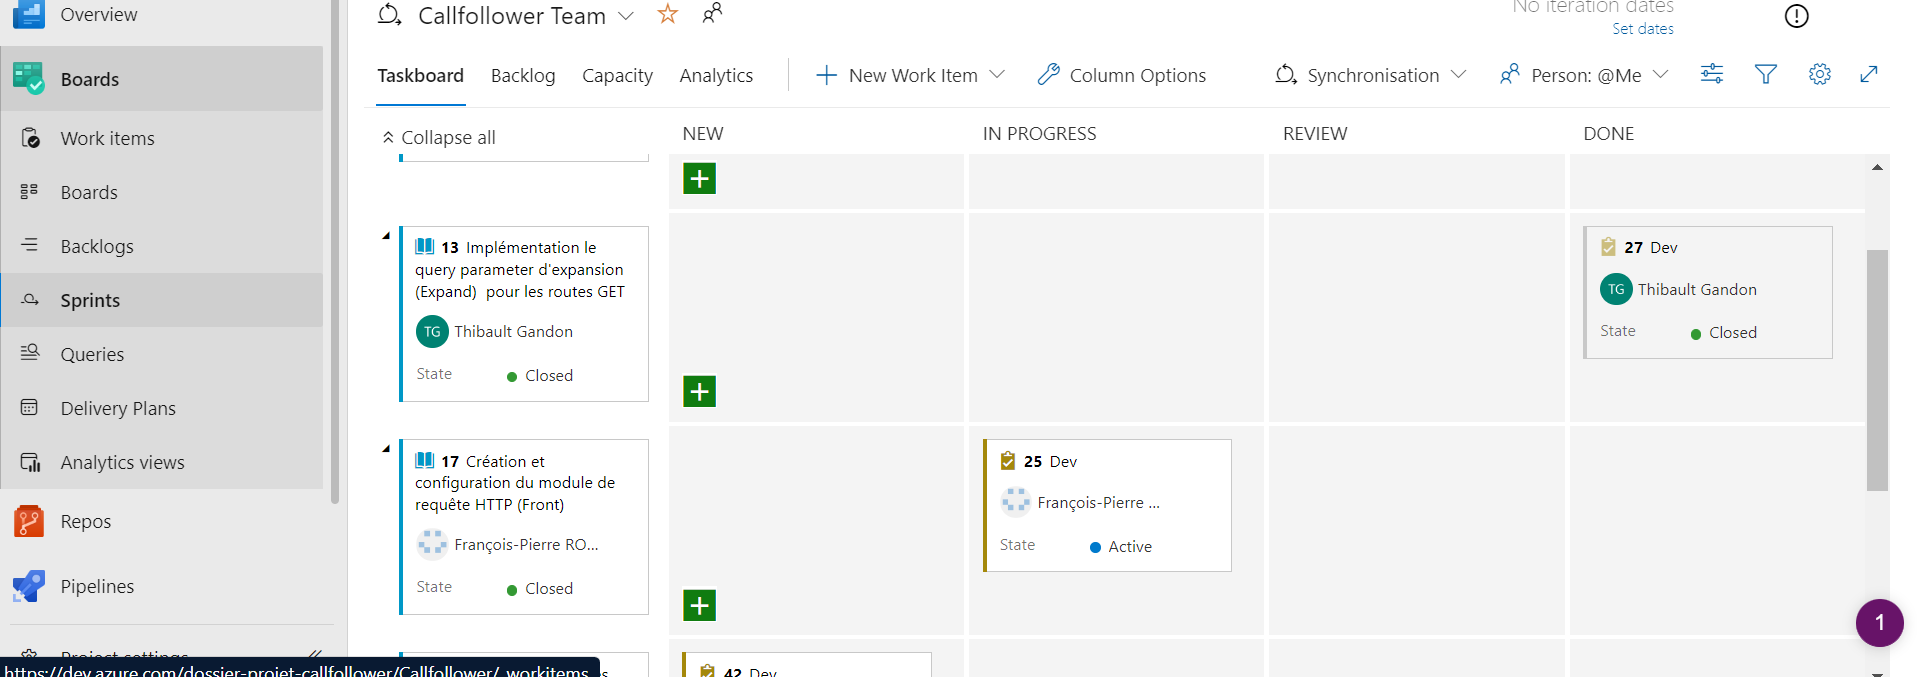 Overview
Boards
Work items
Boards
Backlogs
Sprints
Queries
Delivery Plans
Analytics views
Repos
Pipelines
Project settings
https://dev.azure.com/dossier-projet-callfollower/Callfollower/_workitems
Callfollower Team
No iteration dates
Set dates
Taskboard Backlog Capacity Analytics New Work Item Column Options Synchronisation Person: @Me
Collapse all NEW IN PROGRESS REVIEW DONE
13 Implémentation le
query parameter d'expansion
(Expand) pour les routes GET
TG Thibault Gandon
State Closed
27 Dev
TG Thibault Gandon
State Closed
17 Création et
configuration du module de
requête HTTP (Front)
François-Pierre RO...
State Closed
25 Dev
François-Pierre ...
State Active
42 Dev
1